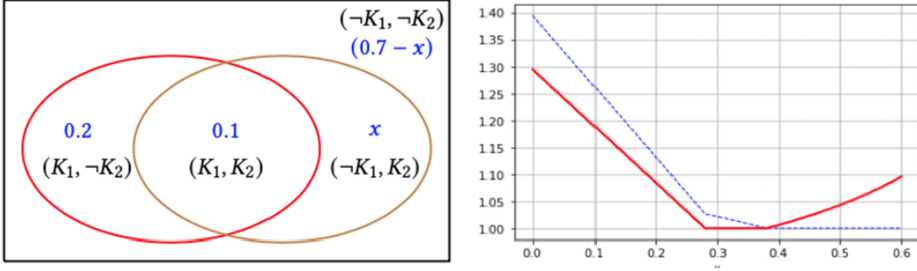 (¬K₁, ¬K₂)
(0.7 − x)
0.2 0.1 x
(K₁, ¬K₂) (K₁, K₂) (¬K₁, K₂)
1.40
1.35
1.30
1.25
1.20
1.15
1.10
1.05
1.00
0.0 0.1 0.2 0.3 0.4 0.5 0.6